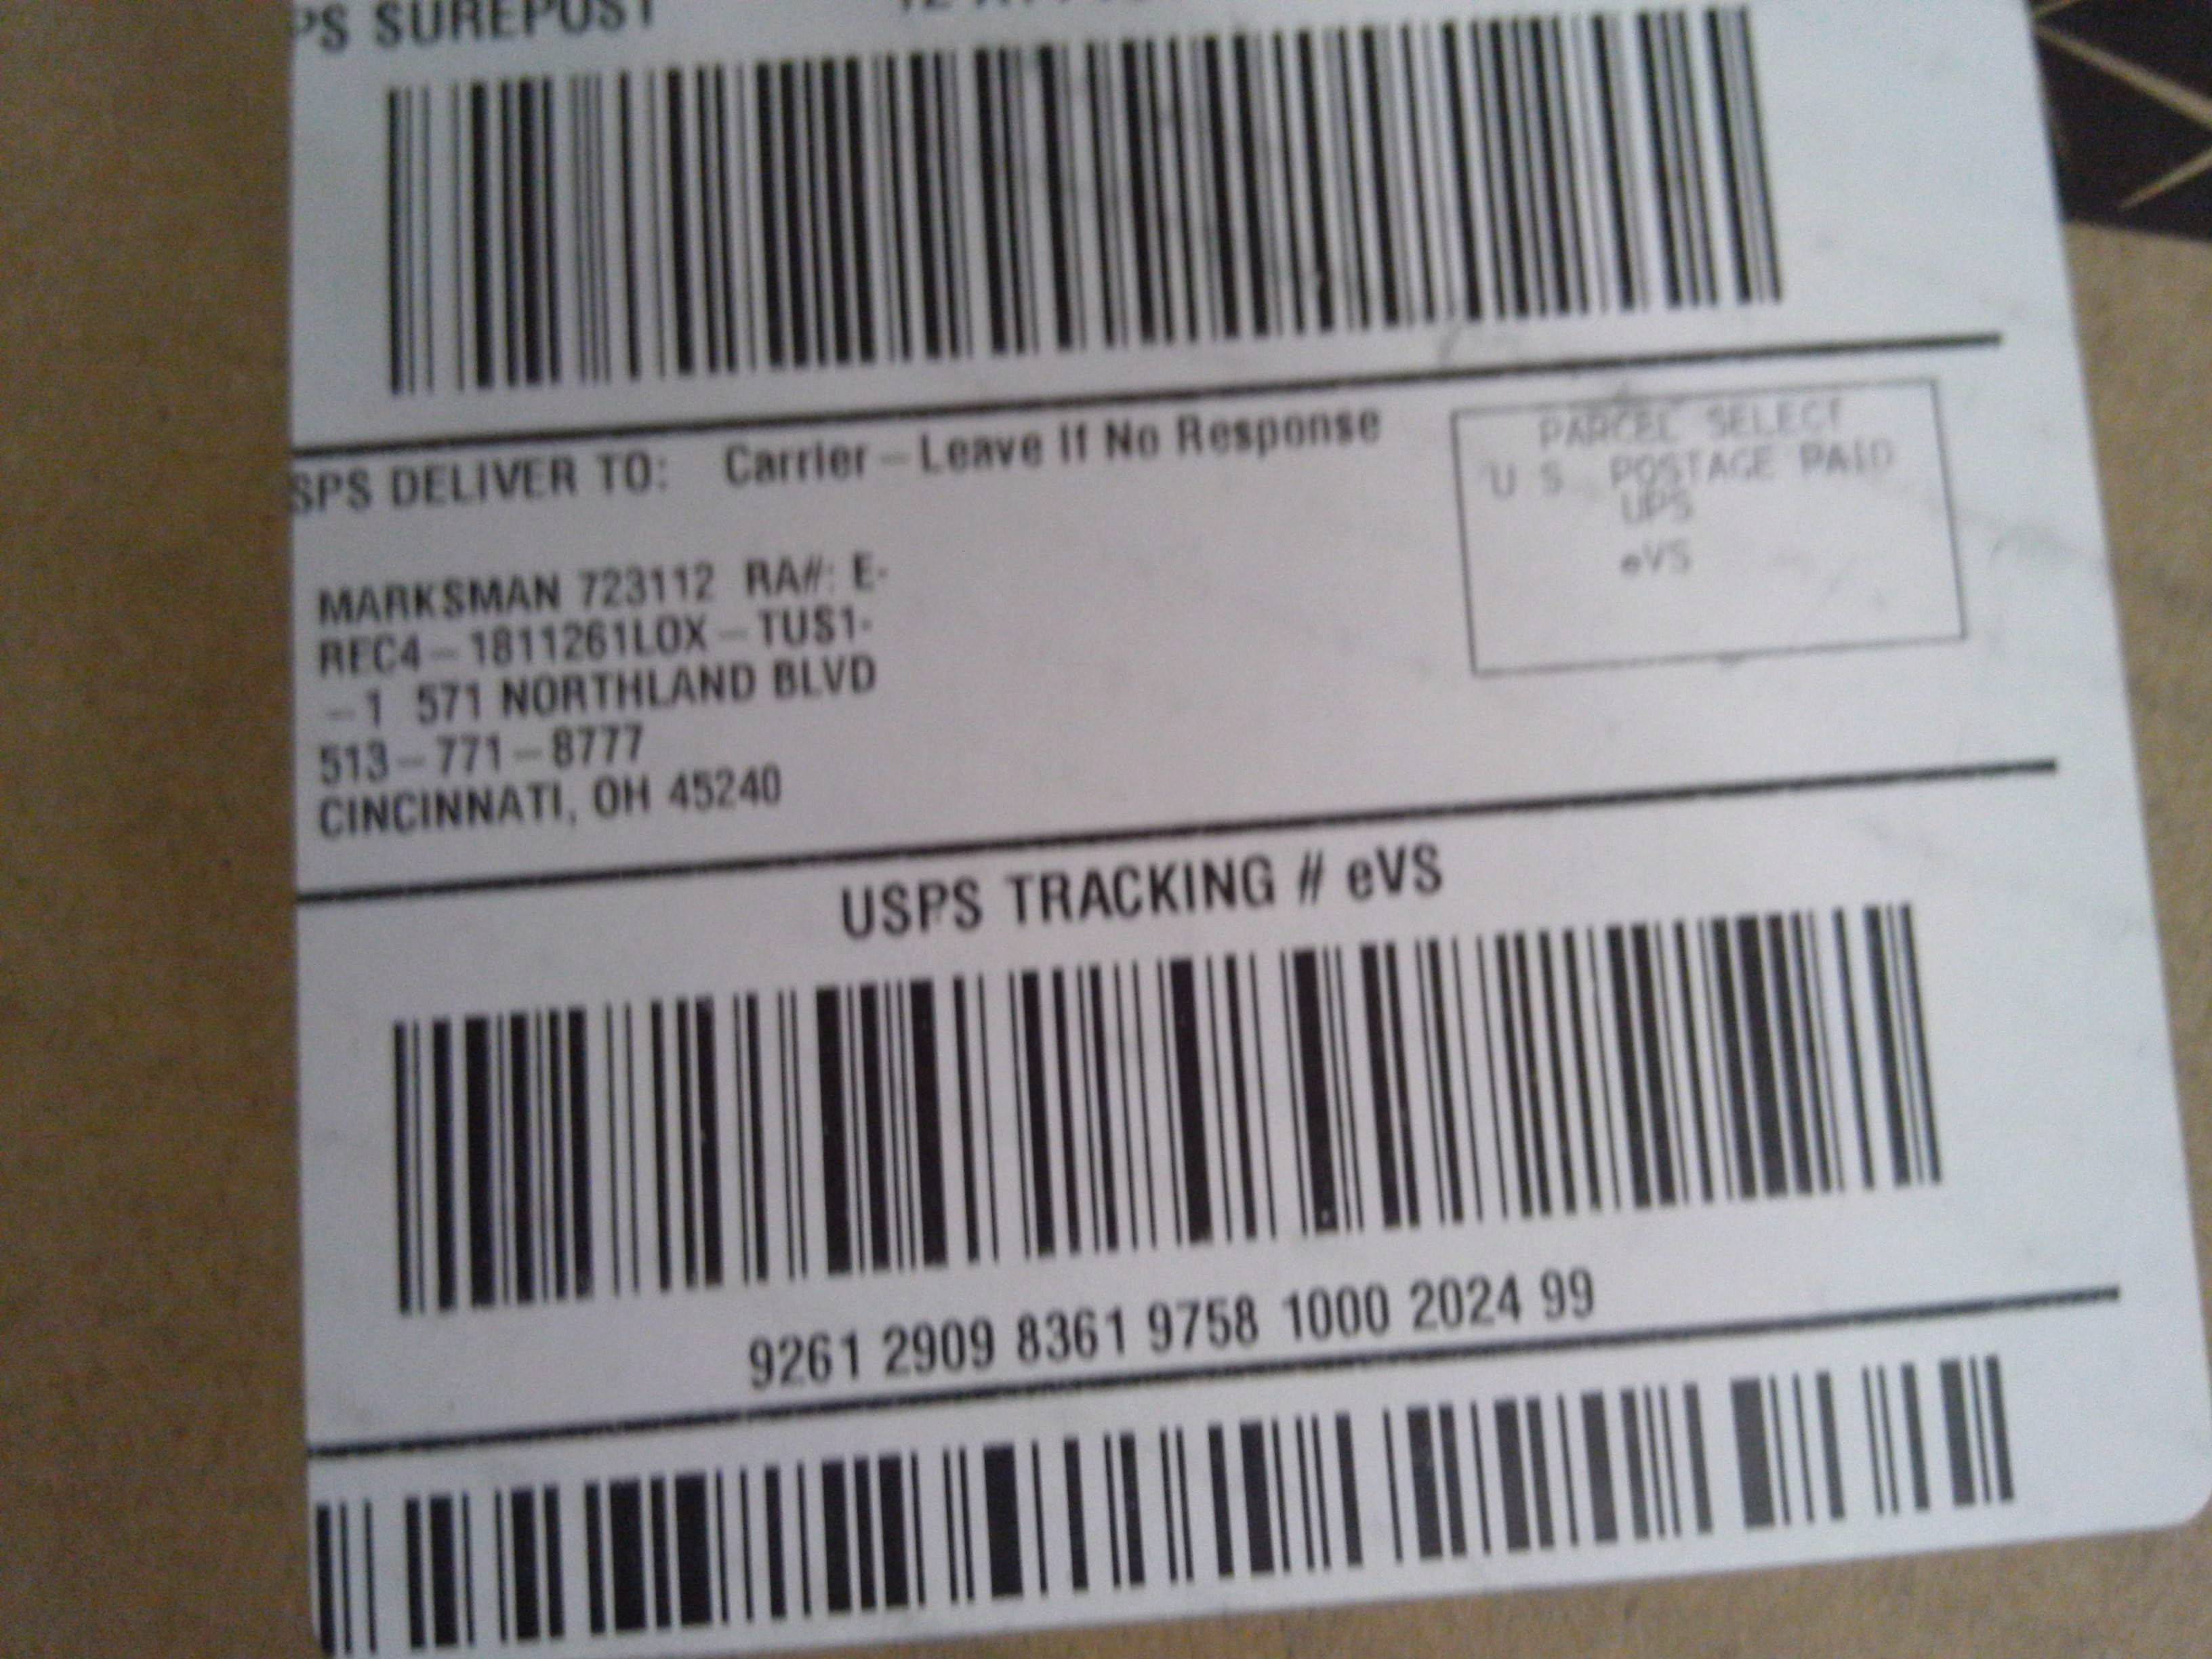 PS SUREPOST
SPS DELIVER TO: Carrier – Leave If No Response
PARCEL SELECT
U S POSTAGE PAID
UPS
eVS
MARKSMAN 723112 RA#: E-
REC4 – 1811261LOX – TUS1-
– 1 571 NORTHLAND BLVD
513 – 771 – 8777
CINCINNATI, OH 45240
USPS TRACKING # eVS
9261 2909 8361 9758 1000 2024 99